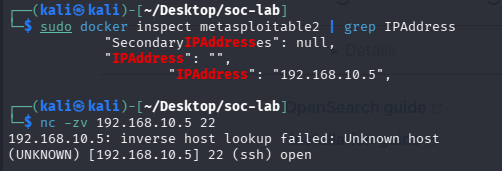 ┌──(kali㉿kali)-[~/Desktop/soc-lab]
└─$ sudo docker inspect metasploitable2 | grep IPAddress
            "SecondaryIPAddresses": null,
            "IPAddress": "",
                    "IPAddress": "192.168.10.5",
Details
┌──(kali㉿kali)-[~/Desktop/soc-lab]
OpenSearch guide
└─$ nc -zv 192.168.10.5 22
192.168.10.5: inverse host lookup failed: Unknown host
(UNKNOWN) [192.168.10.5] 22 (ssh) open